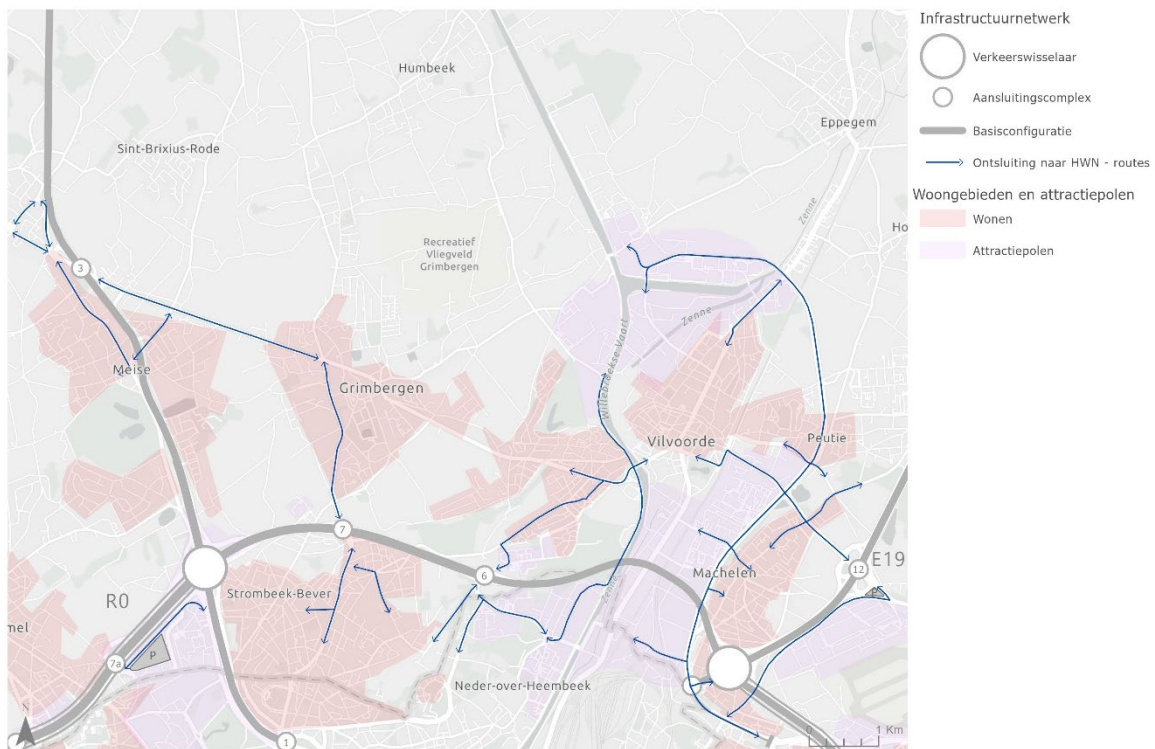 Infrastructuurnetwerk
Verkeerswisselaar
Aansluitingscomplex
Basisconfiguratie
Ontsluiting naar HWN - routes
Woongebieden en attractiepolen
Wonen
Attractiepolen
Humbeek
Eppegem
Sint-Brixius-Rode
Zenne
Ho
Recreatief
Vliegveld
Grimbergen
3
Zenne
Willebroekse Vaart
Meise
Grimbergen
Vilvoorde
Peutie
7
E19
12
6
Machelen
R0
Strombeek-Bever
Zenne
P
mel
7a
P
Neder-over-Heembeek
N
1
0
1 Km